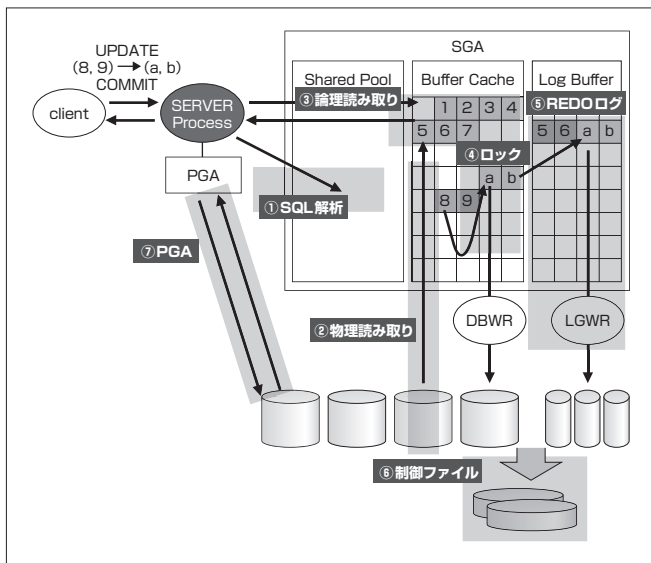 UPDATE
(8, 9) → (a, b)
COMMIT
client
SERVER
Process
PGA
SGA
Shared Pool
Buffer Cache
Log Buffer
③論理読み取り
⑤REDOログ
1 2 3 4
5 6 7
5 6 a b
④ロック
a b
8 9
①SQL解析
⑦PGA
②物理読み取り
DBWR
LGWR
⑥制御ファイル